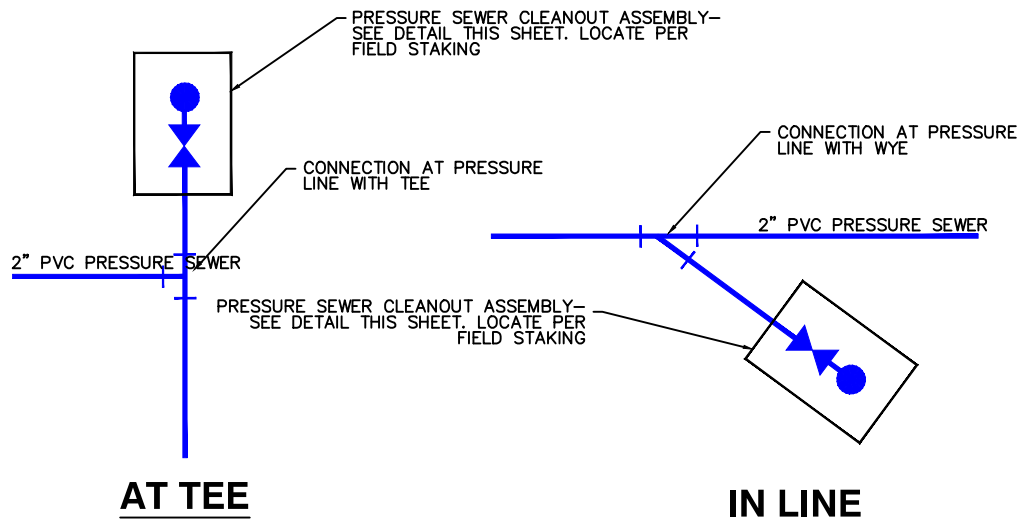 PRESSURE SEWER CLEANOUT ASSEMBLY–
SEE DETAIL THIS SHEET. LOCATE PER
FIELD STAKING
CONNECTION AT PRESSURE
LINE WITH TEE
2" PVC PRESSURE SEWER
AT TEE
CONNECTION AT PRESSURE
LINE WITH WYE
2" PVC PRESSURE SEWER
PRESSURE SEWER CLEANOUT ASSEMBLY–
SEE DETAIL THIS SHEET. LOCATE PER
FIELD STAKING
IN LINE